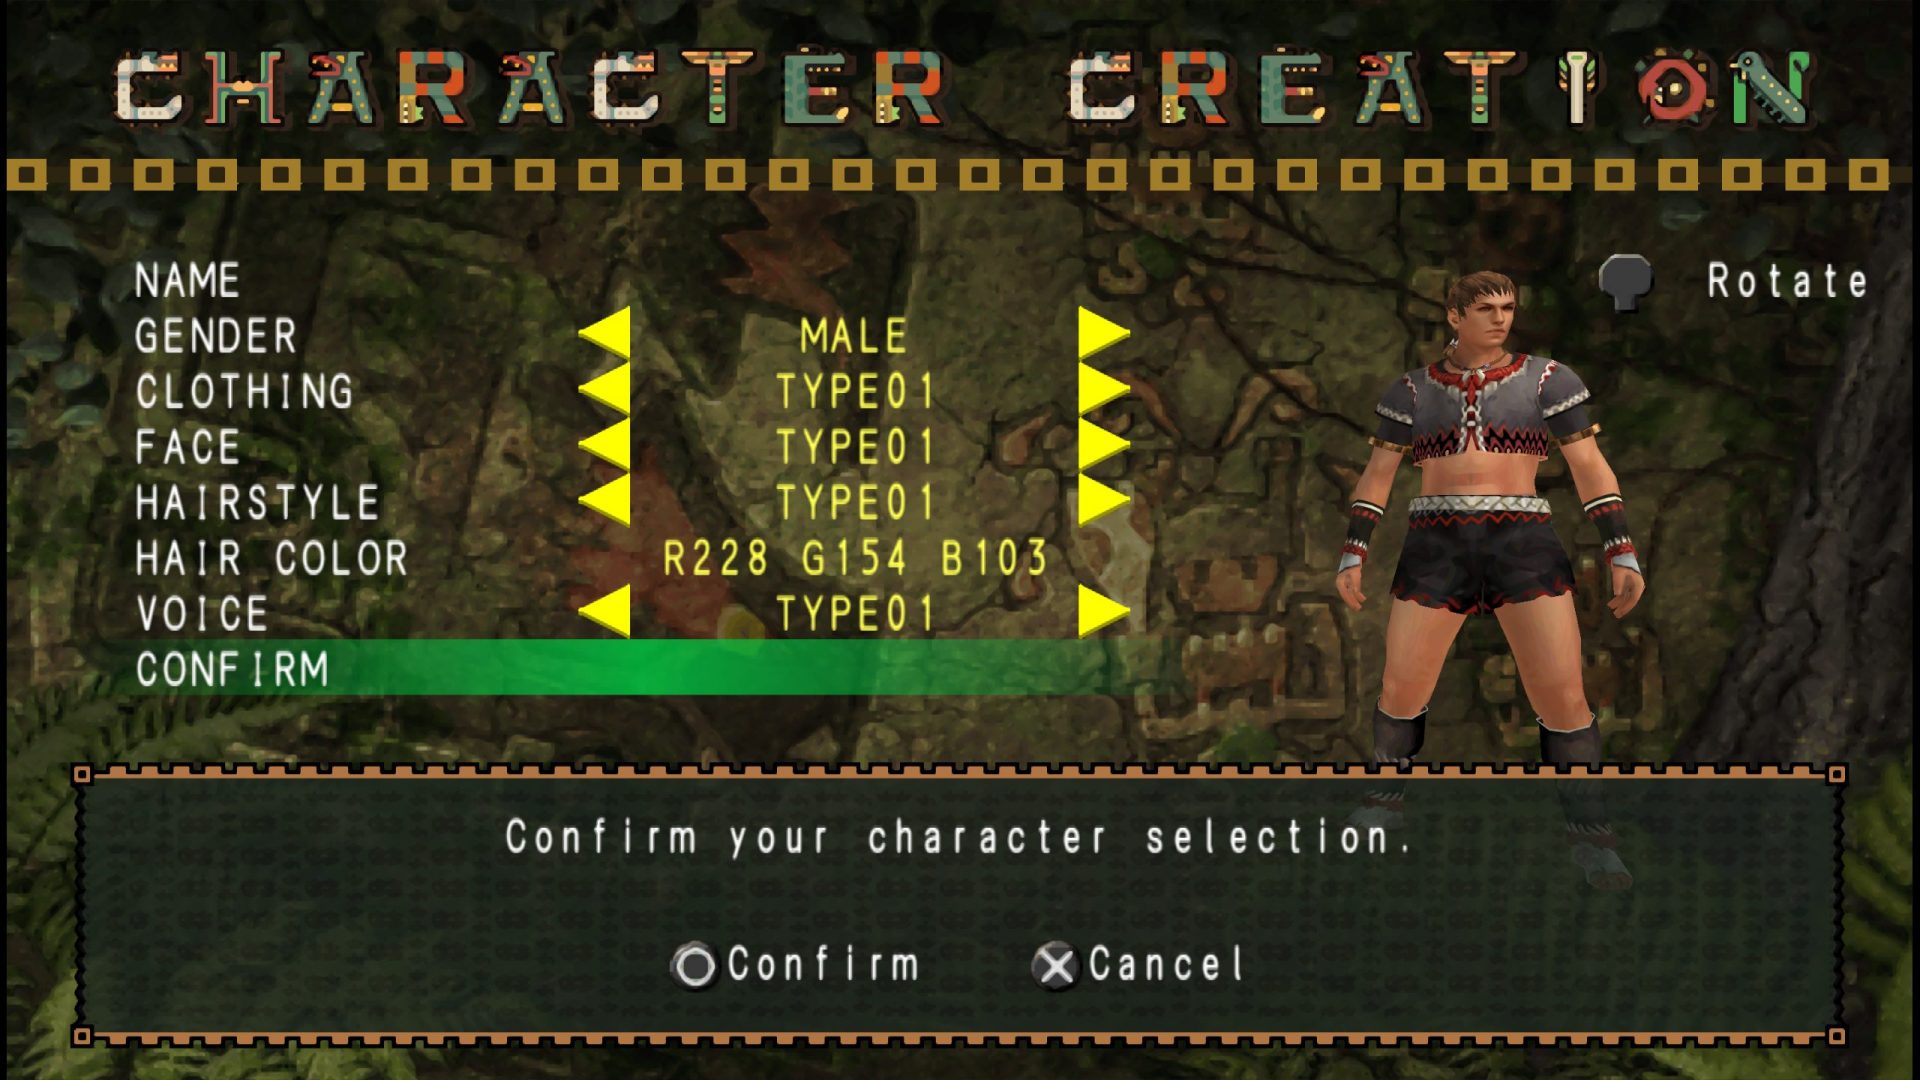 CHARACTER CREATION
Rotate
NAME
GENDER MALE
CLOTHING TYPE01
FACE TYPE01
HAIRSTYLE TYPE01
HAIR COLOR R228 G154 B103
VOICE TYPE01
CONFIRM
Confirm your character selection.
Confirm Cancel